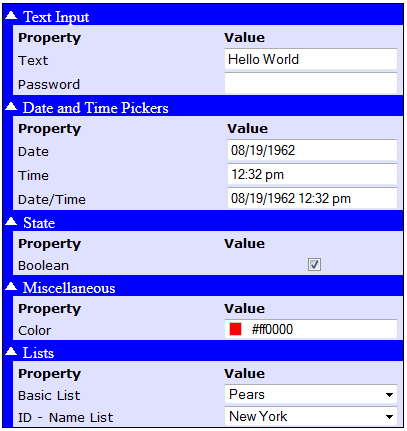 Text Input
Property Value
Text Hello World
Password
Date and Time Pickers
Property Value
Date 08/19/1962
Time 12:32 pm
Date/Time 08/19/1962 12:32 pm
State
Property Value
Boolean
Miscellaneous
Property Value
Color #ff0000
Lists
Property Value
Basic List Pears
ID - Name List New York